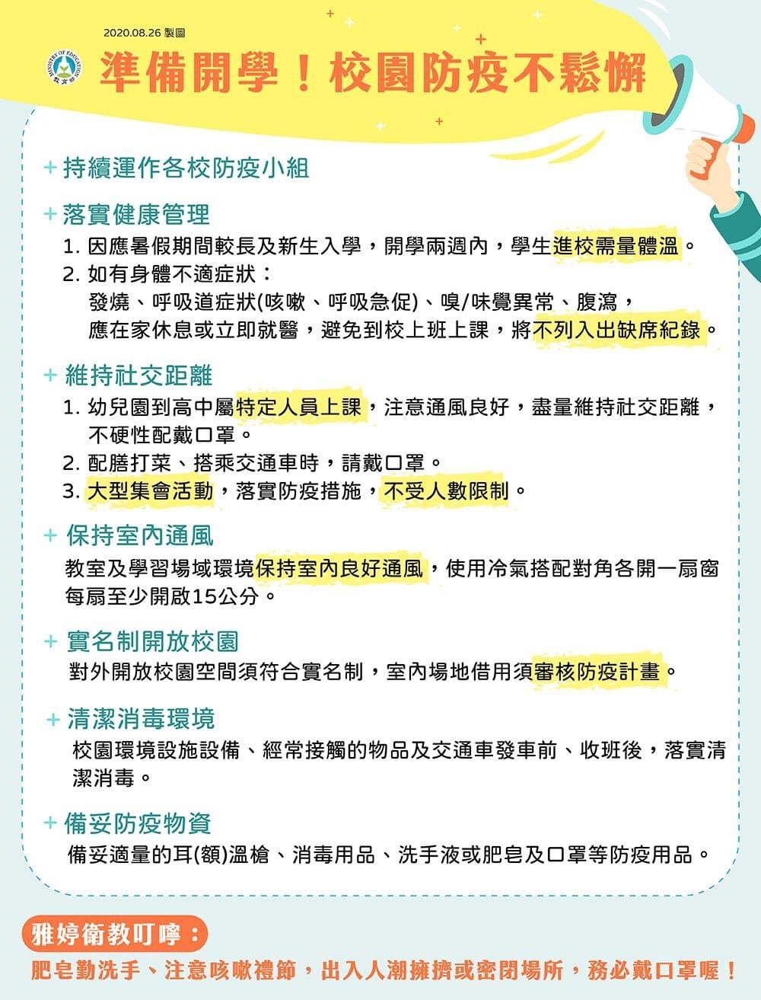 2020.08.26 製圖
MINISTRY OF EDUCATION
教育部
準備開學！校園防疫不鬆懈
+ 持續運作各校防疫小組
+ 落實健康管理
1. 因應暑假期間較長及新生入學，開學兩週內，學生進校需量體溫。
2. 如有身體不適症狀：
發燒、呼吸道症狀(咳嗽、呼吸急促)、嗅/味覺異常、腹瀉，
應在家休息或立即就醫，避免到校上班上課，將不列入出缺席紀錄。
+ 維持社交距離
1. 幼兒園到高中屬特定人員上課，注意通風良好，盡量維持社交距離，
不硬性配戴口罩。
2. 配膳打菜、搭乘交通車時，請戴口罩。
3. 大型集會活動，落實防疫措施，不受人數限制。
+ 保持室內通風
教室及學習場域環境保持室內良好通風，使用冷氣搭配對角各開一扇窗
每扇至少開啟15公分。
+ 實名制開放校園
對外開放校園空間須符合實名制，室內場地借用須審核防疫計畫。
+ 清潔消毒環境
校園環境設施設備、經常接觸的物品及交通車發車前、收班後，落實清
潔消毒。
+ 備妥防疫物資
備妥適量的耳(額)溫槍、消毒用品、洗手液或肥皂及口罩等防疫用品。
雅婷衛教叮嚀：
肥皂勤洗手、注意咳嗽禮節，出入人潮擁擠或密閉場所，務必戴口罩喔！